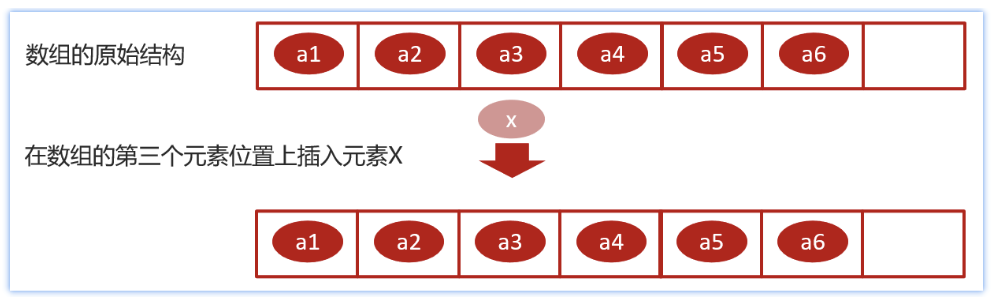 数组的原始结构 a1 a2 a3 a4 a5 a6
x
在数组的第三个元素位置上插入元素X
a1 a2 a3 a4 a5 a6